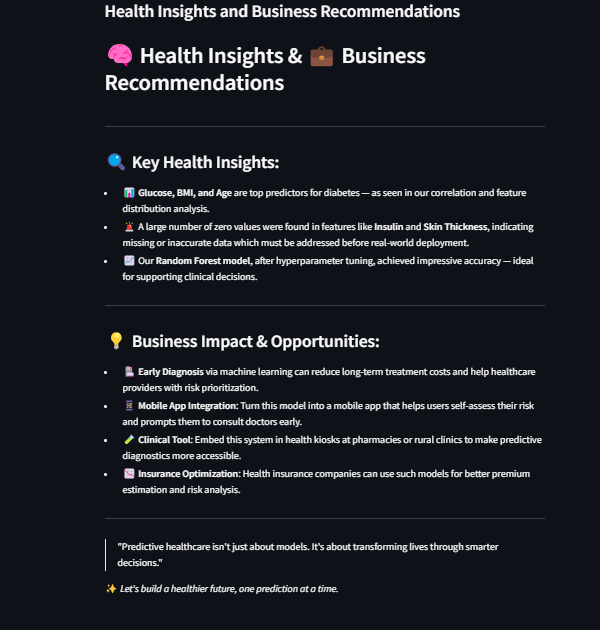 Health Insights and Business Recommendations
🧠 Health Insights & 💼 Business
Recommendations
🔍 Key Health Insights:
• 📊 Glucose, BMI, and Age are top predictors for diabetes — as seen in our correlation and feature
distribution analysis.
• 🚨 A large number of zero values were found in features like Insulin and Skin Thickness, indicating
missing or inaccurate data which must be addressed before real-world deployment.
• 📈 Our Random Forest model, after hyperparameter tuning, achieved impressive accuracy — ideal
for supporting clinical decisions.
💡 Business Impact & Opportunities:
• Early Diagnosis via machine learning can reduce long-term treatment costs and help healthcare
providers with risk prioritization.
• Mobile App Integration: Turn this model into a mobile app that helps users self-assess their risk
and prompts them to consult doctors early.
• Clinical Tool: Embed this system in health kiosks at pharmacies or rural clinics to make predictive
diagnostics more accessible.
• Insurance Optimization: Health insurance companies can use such models for better premium
estimation and risk analysis.
"Predictive healthcare isn't just about models. It's about transforming lives through smarter
decisions."
✨ Let's build a healthier future, one prediction at a time.